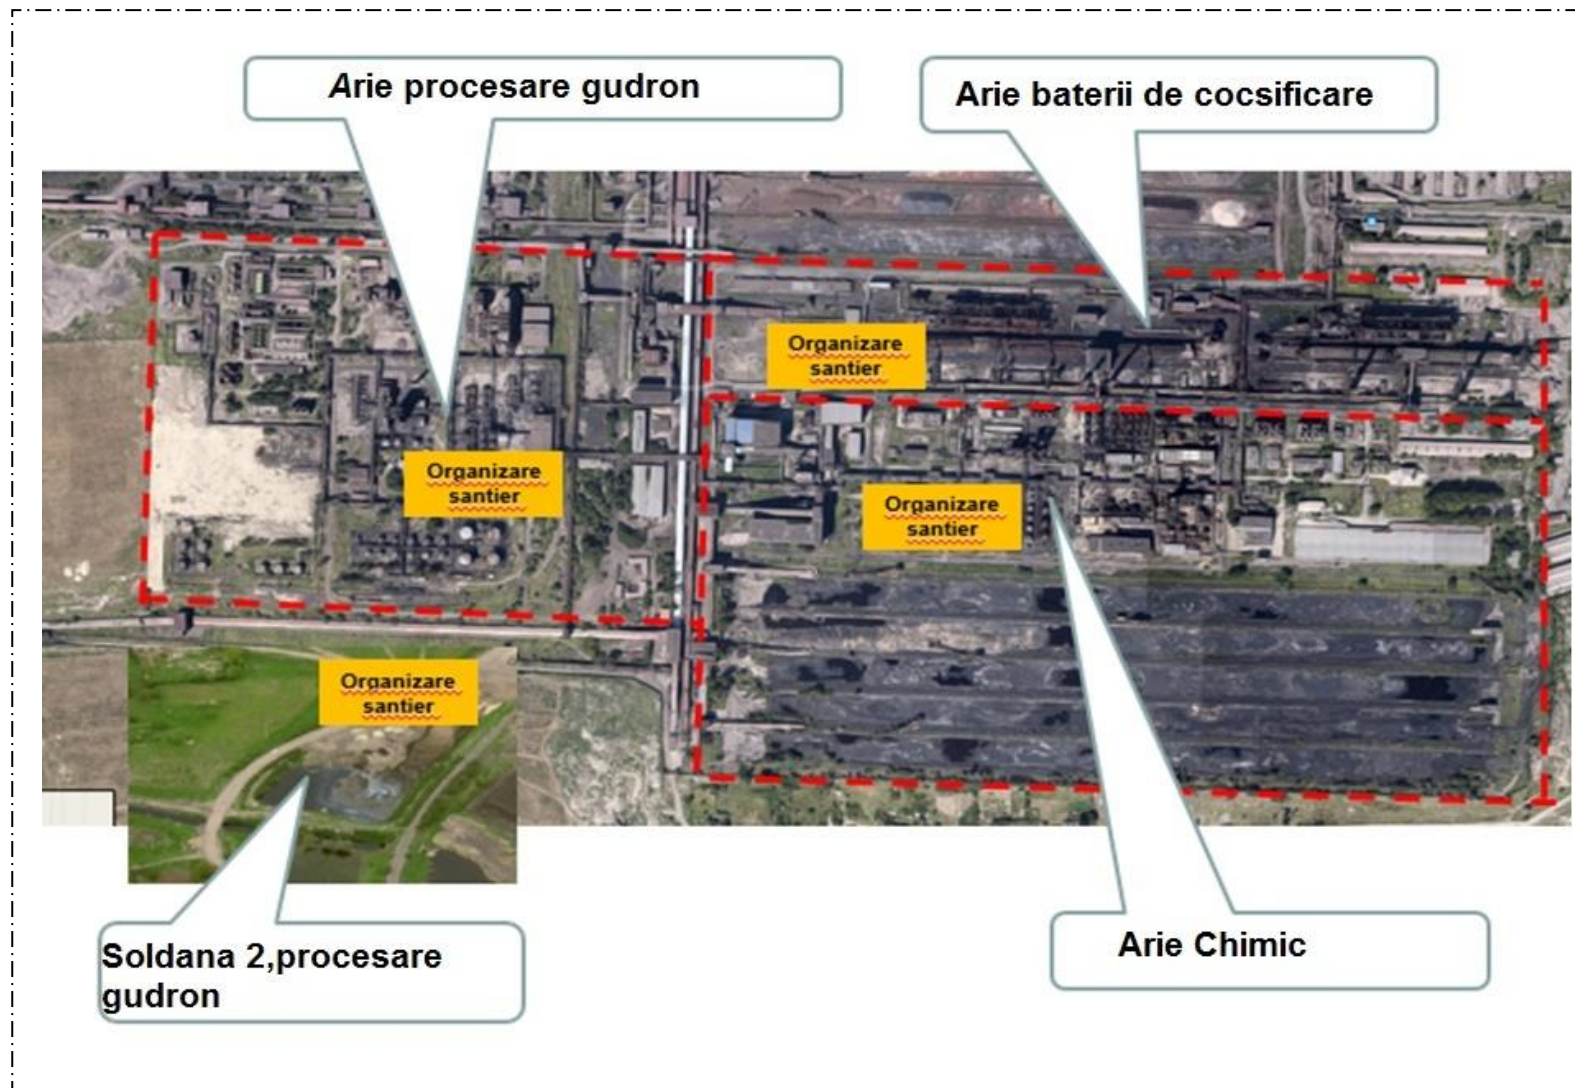 Arie procesare gudron
Arie baterii de cocsificare
Organizare
santier
Organizare
santier
Organizare
santier
Organizare
santier
Soldana 2,procesare
gudron
Arie Chimic